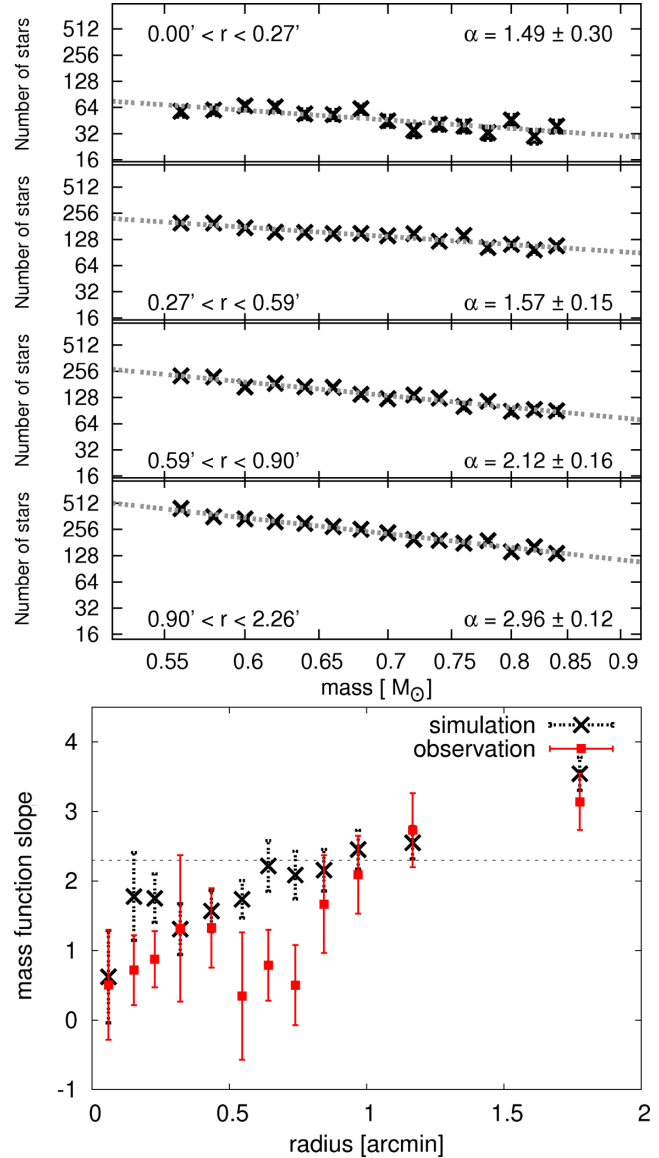 512
256
128
64
32
16
Number of stars
0.00' < r < 0.27'
α = 1.49 ± 0.30
512
256
128
64
32
16
Number of stars
0.27' < r < 0.59'
α = 1.57 ± 0.15
512
256
128
64
32
16
Number of stars
0.59' < r < 0.90'
α = 2.12 ± 0.16
512
256
128
64
32
16
Number of stars
0.90' < r < 2.26'
α = 2.96 ± 0.12
0.55 0.6 0.65 0.7 0.75 0.8 0.85 0.9
mass [ M⊙]
simulation
observation
4
3
2
1
0
-1
mass function slope
0 0.5 1 1.5 2
radius [arcmin]